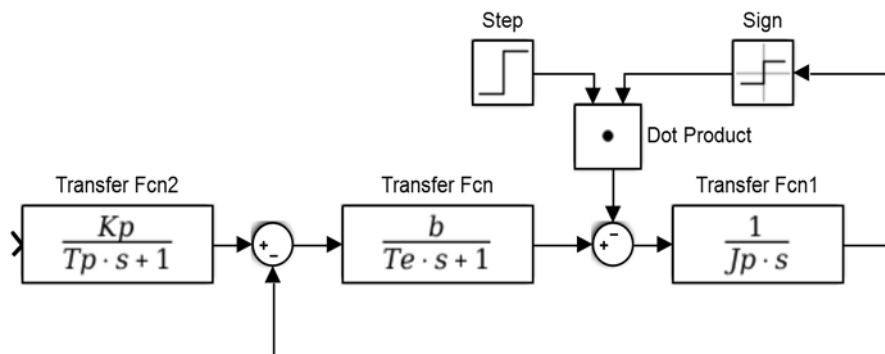 Step
Sign
Dot Product
Transfer Fcn2
Transfer Fcn
Transfer Fcn1
Kp
Tp · s + 1
+
−
b
Te · s + 1
−
+
1
Jp · s